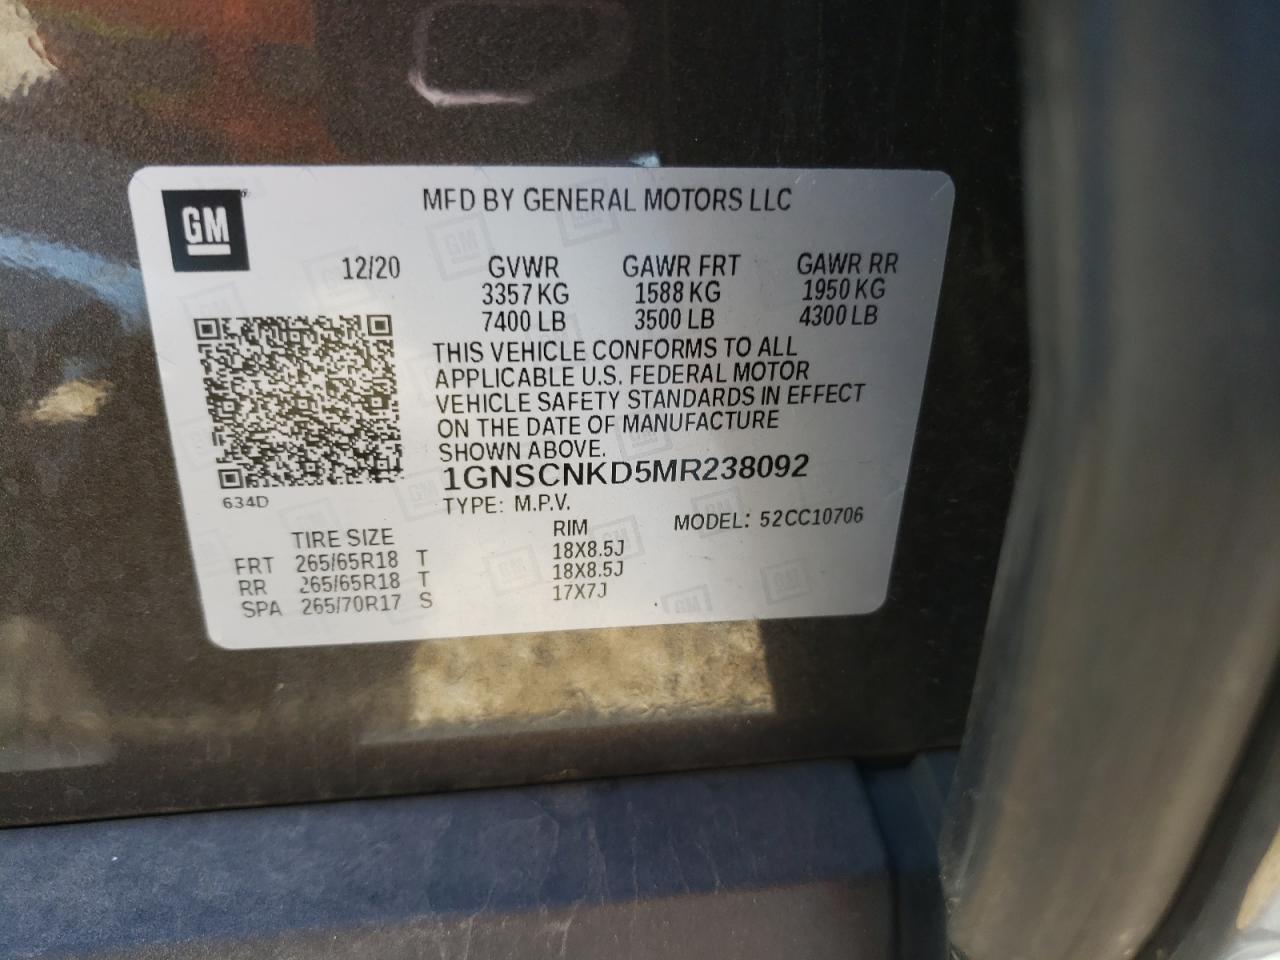 GM
MFD BY GENERAL MOTORS LLC
12/20 GVWR GAWR FRT GAWR RR
3357 KG 1588 KG 1950 KG
7400 LB 3500 LB 4300 LB
THIS VEHICLE CONFORMS TO ALL
APPLICABLE U.S. FEDERAL MOTOR
VEHICLE SAFETY STANDARDS IN EFFECT
ON THE DATE OF MANUFACTURE
SHOWN ABOVE.
1GNSCNKD5MR238092
634D
TYPE: M.P.V.
MODEL: 52CC10706
TIRE SIZE RIM
FRT 265/65R18 T 18X8.5J
RR 265/65R18 T 18X8.5J
SPA 265/70R17 S 17X7J